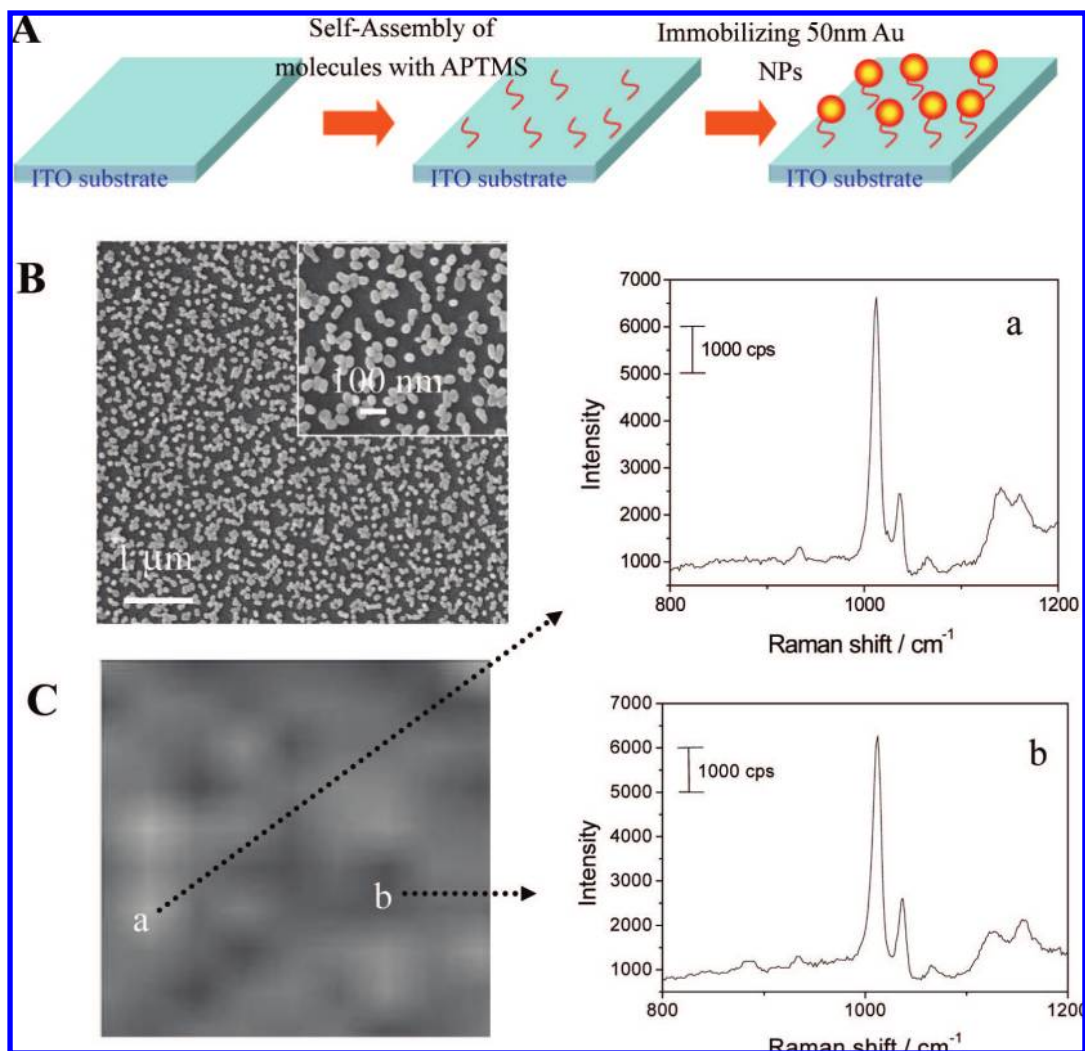 A
Self-Assembly of
molecules with APTMS
Immobilizing 50nm Au
NPs
ITO substrate
ITO substrate
ITO substrate
B
100 nm
1 μm
7000
6000
5000
4000
3000
2000
1000
Intensity
1000 cps
a
800
1000
1200
Raman shift / cm⁻¹
C
a
b
7000
6000
5000
4000
3000
2000
1000
Intensity
1000 cps
b
800
1000
1200
Raman shift / cm⁻¹